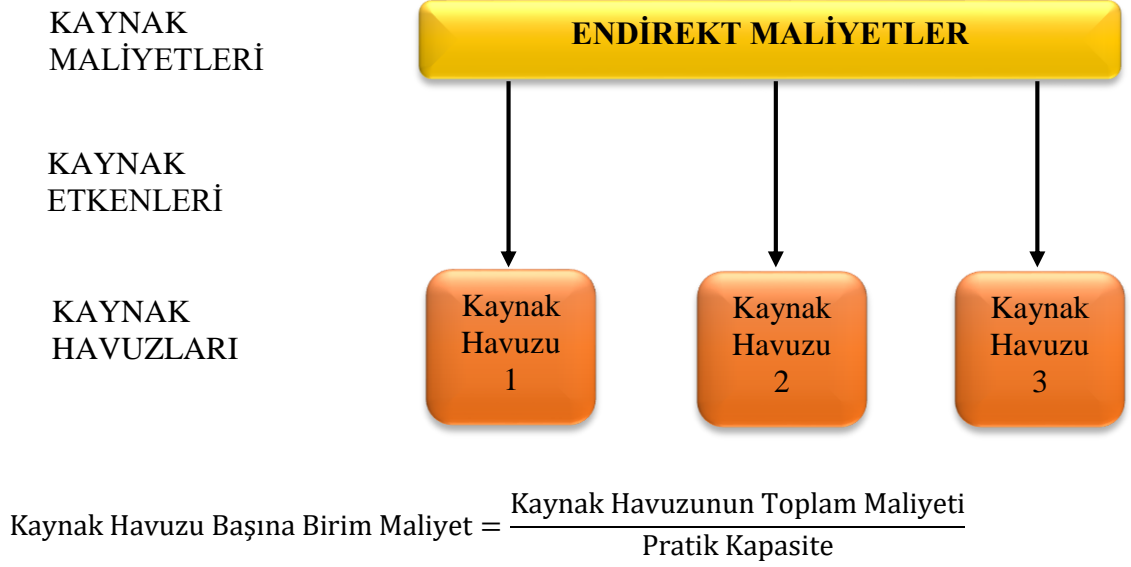 KAYNAK
MALİYETLERİ
ENDİREKT MALİYETLER
KAYNAK
ETKENLERİ
KAYNAK
HAVUZLARI
Kaynak
Havuzu
1
Kaynak
Havuzu
2
Kaynak
Havuzu
3
Kaynak Havuzu Başına Birim Maliyet = Kaynak Havuzunun Toplam Maliyeti
Pratik Kapasite